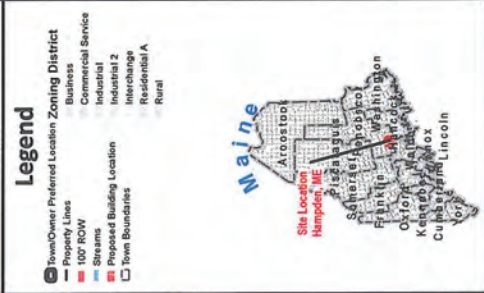 Legend
Town/Owner Preferred Location
Property Lines
100' ROW
Streams
Proposed Building Location
Town Boundaries
Zoning District
Business
Commercial Service
Industrial
Industrial 2
Interchange
Residential A
Rural
Maine
Aroostook
Site Location
Hampden, ME
Piscataquis
Somerset
Penobscot
Washington
Franklin
Hancock
Oxford
Waldo
Kennebec
Knox
Cumberland
Lincoln
York